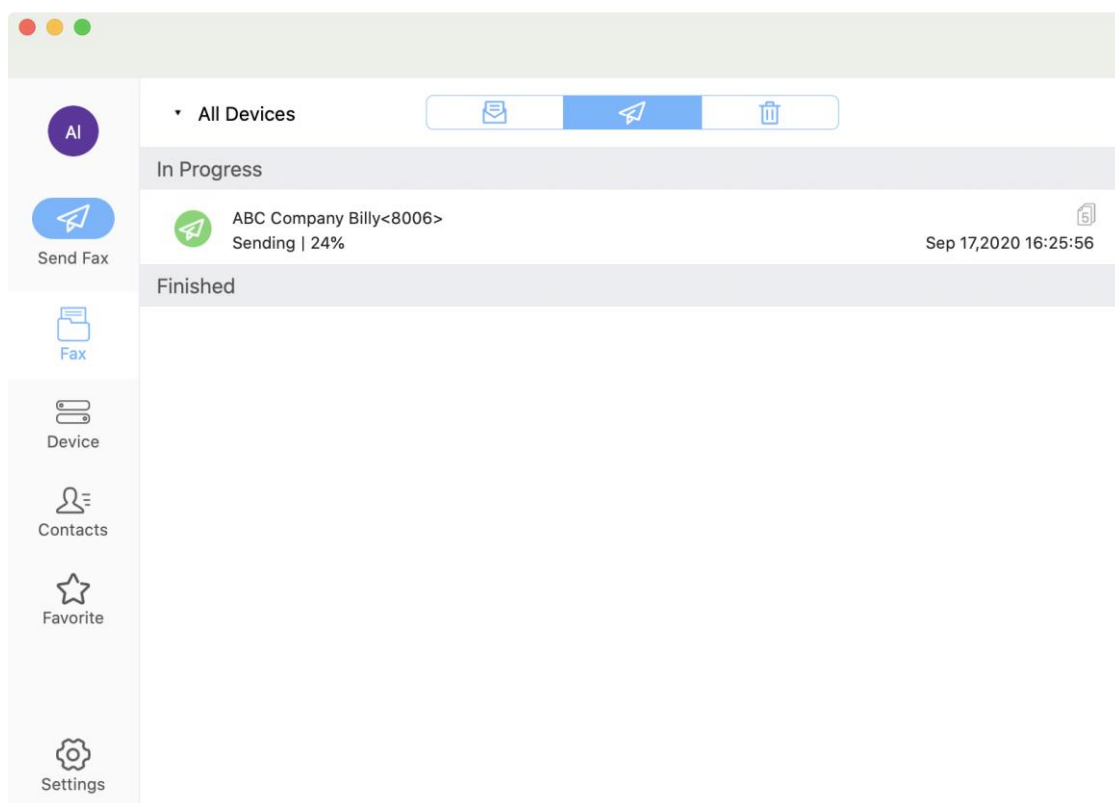 AI
All Devices
In Progress
ABC Company Billy<8006>
5
Sending | 24%
Sep 17,2020 16:25:56
Finished
Send Fax
Fax
Device
Contacts
Favorite
Settings